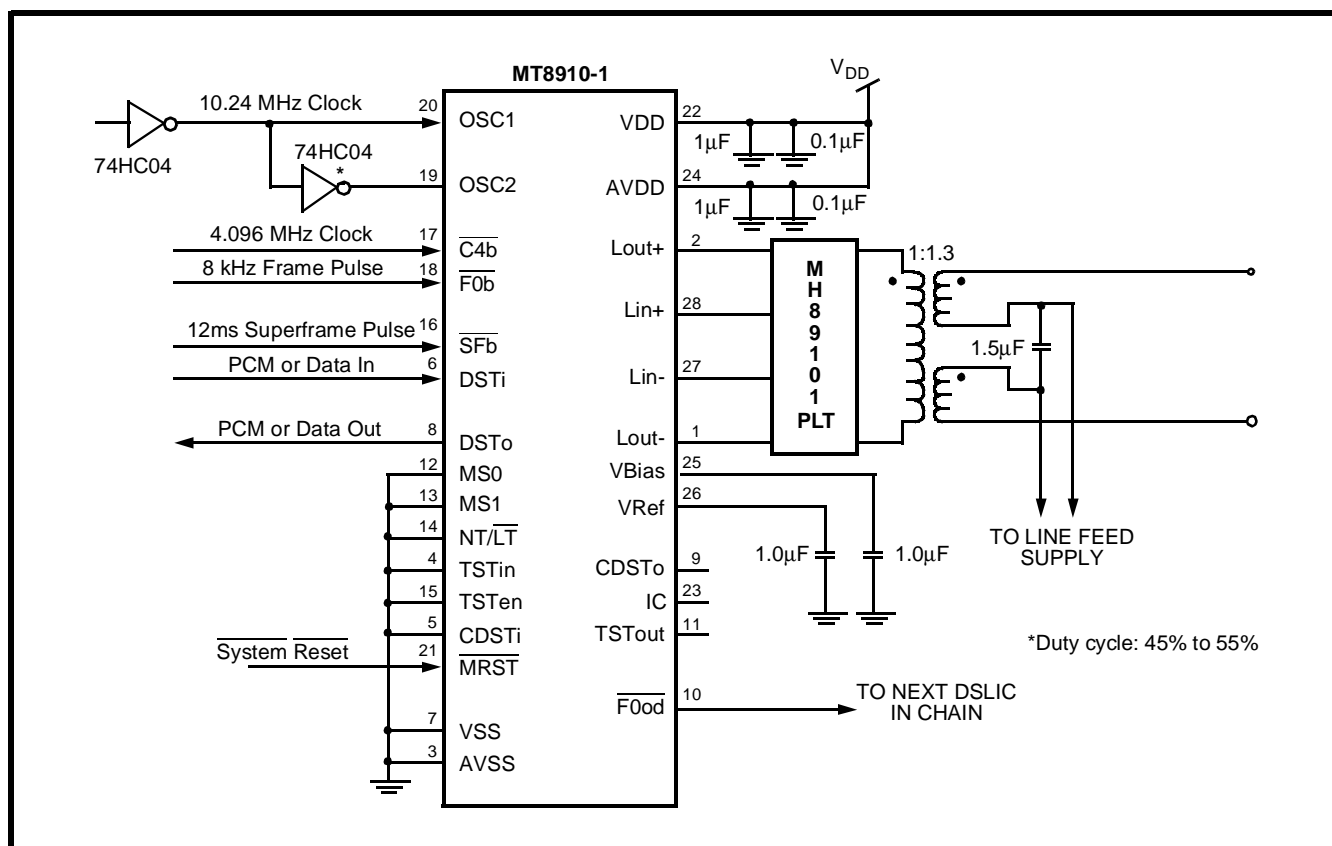 MT8910-1
V_DD
10.24 MHz Clock
20
OSC1
74HC04
74HC04
*
19
OSC2
4.096 MHz Clock
17
C4b
8 kHz Frame Pulse
18
F0b
12ms Superframe Pulse
16
SFb
PCM or Data In
6
DSTi
PCM or Data Out
8
DSTo
12
MS0
13
MS1
14
NT/LT
4
TSTin
15
TSTen
5
CDSTi
System Reset
21
MRST
7
VSS
3
AVSS
VDD
22
1µF
0.1µF
AVDD
24
1µF
0.1µF
Lout+
2
Lin+
28
Lin-
27
Lout-
1
VBias
25
VRef
26
CDSTo
9
IC
23
TSTout
11
F0od
10
MH89101
PLT
1:1.3
1.5µF
1.0µF
1.0µF
TO LINE FEED
SUPPLY
*Duty cycle: 45% to 55%
TO NEXT DSLIC
IN CHAIN